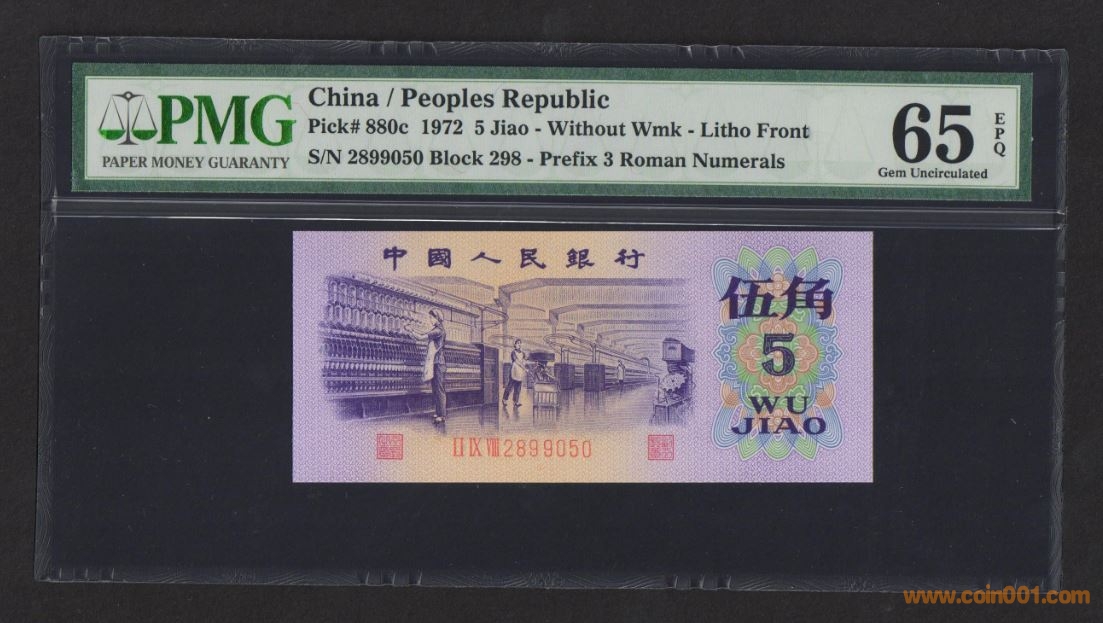 PMG
PAPER MONEY GUARANTY
China / Peoples Republic
Pick# 880c 1972 5 Jiao - Without Wmk - Litho Front
S/N 2899050 Block 298 - Prefix 3 Roman Numerals
65
EPQ
Gem Uncirculated
中國人民銀行
伍角
5
WU
JIAO
II IX VIII 2899050
www.coin001.com